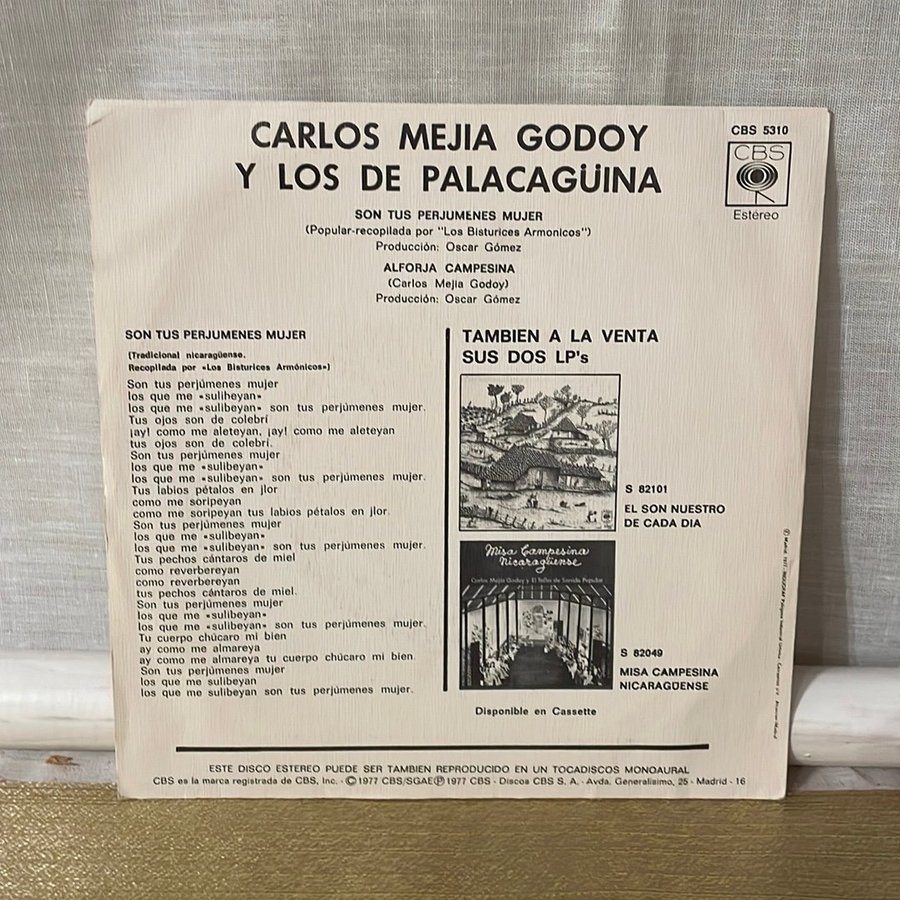 CARLOS MEJIA GODOY
Y LOS DE PALACAGÜINA
CBS 5310
CBS
Estéreo
SON TUS PERJUMENES MUJER
(Popular-recopilada por "Los Bisturices Armonicos")
Producción: Oscar Gómez
ALFORJA CAMPESINA
(Carlos Mejia Godoy)
Producción: Oscar Gómez
SON TUS PERJUMENES MUJER
(Tradicional nicaragüense.
Recopilada por «Los Bisturices Armónicos»)
Son tus perjúmenes mujer
los que me «sulibeyan»
los que me «sulibeyan» son tus perjúmenes mujer.
Tus ojos son de colebrí
¡ay! como me aleteyan, ¡ay! como me aleteyan
tus ojos son de colebrí.
Son tus perjúmenes mujer
los que me «sulibeyan»
los que me «sulibeyan» son tus perjúmenes mujer.
Tus labios pétalos en jlor
como me soripeyan
como me soripeyan tus labios pétalos en jlor.
Son tus perjúmenes mujer
los que me «sulibeyan»
los que me «sulibeyan» son tus perjúmenes mujer.
Tus pechos cántaros de miel
como reverbereyan
como reverbereyan
tus pechos cántaros de miel.
Son tus perjúmenes mujer
los que me «sulibeyan»
los que me «sulibeyan» son tus perjúmenes mujer.
Tu cuerpo chúcaro mi bien
ay como me almareya
ay como me almareya tu cuerpo chúcaro mi bien.
Son tus perjúmenes mujer
los que me sulibeyan
los que me sulibeyan son tus perjúmenes mujer.
TAMBIEN A LA VENTA
SUS DOS LP's
S 82101
EL SON NUESTRO
DE CADA DIA
Misa Campesina
Nicaragüense
Carlos Mejía Godoy y El Taller de Sonido Popular
S 82049
MISA CAMPESINA
NICARAGÜENSE
Disponible en Cassette
ESTE DISCO ESTEREO PUEDE SER TAMBIEN REPRODUCIDO EN UN TOCADISCOS MONOAURAL
CBS es la marca registrada de CBS, Inc. - © 1977 CBS/SGAE Ⓟ 1977 CBS - Discos CBS S. A. - Avda. Generalísimo, 25 - Madrid - 16